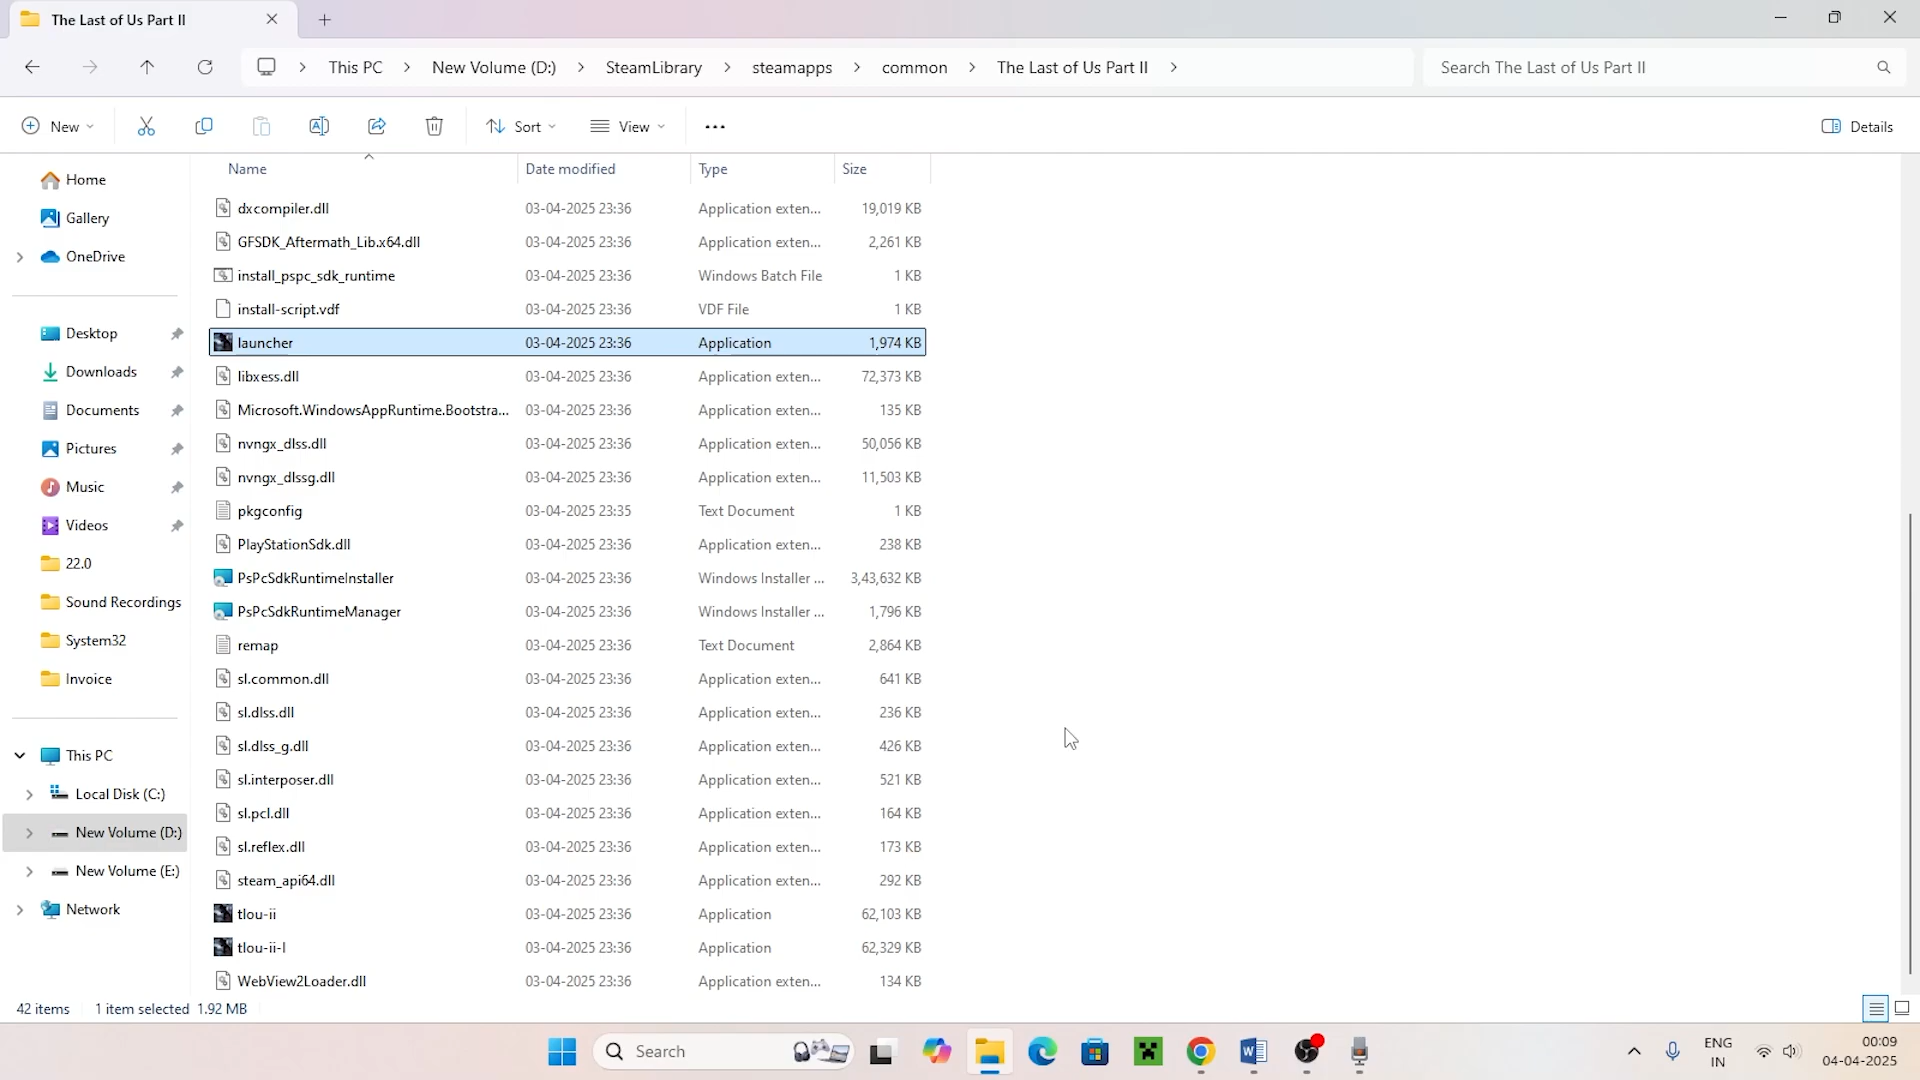 The Last of Us Part II
This PC > New Volume (D:) > SteamLibrary > steamapps > common > The Last of Us Part II >
Search The Last of Us Part II
New
Sort
View
Details
Home
Gallery
OneDrive
Desktop
Downloads
Documents
Pictures
Music
Videos
22.0
Sound Recordings
System32
Invoice
This PC
Local Disk (C:)
New Volume (D:)
New Volume (E:)
Network
Name Date modified Type Size
dxcompiler.dll 03-04-2025 23:36 Application exten... 19,019 KB
GFSDK_Aftermath_Lib.x64.dll 03-04-2025 23:36 Application exten... 2,261 KB
install_pspc_sdk_runtime 03-04-2025 23:36 Windows Batch File 1 KB
install-script.vdf 03-04-2025 23:36 VDF File 1 KB
launcher 03-04-2025 23:36 Application 1,974 KB
libxess.dll 03-04-2025 23:36 Application exten... 72,373 KB
Microsoft.WindowsAppRuntime.Bootstra... 03-04-2025 23:36 Application exten... 135 KB
nvngx_dlss.dll 03-04-2025 23:36 Application exten... 50,056 KB
nvngx_dlssg.dll 03-04-2025 23:36 Application exten... 11,503 KB
pkgconfig 03-04-2025 23:35 Text Document 1 KB
PlayStationSdk.dll 03-04-2025 23:36 Application exten... 238 KB
PsPcSdkRuntimeInstaller 03-04-2025 23:36 Windows Installer ... 3,43,632 KB
PsPcSdkRuntimeManager 03-04-2025 23:36 Windows Installer ... 1,796 KB
remap 03-04-2025 23:36 Text Document 2,864 KB
sl.common.dll 03-04-2025 23:36 Application exten... 641 KB
sl.dlss.dll 03-04-2025 23:36 Application exten... 236 KB
sl.dlss_g.dll 03-04-2025 23:36 Application exten... 426 KB
sl.interposer.dll 03-04-2025 23:36 Application exten... 521 KB
sl.pcl.dll 03-04-2025 23:36 Application exten... 164 KB
sl.reflex.dll 03-04-2025 23:36 Application exten... 173 KB
steam_api64.dll 03-04-2025 23:36 Application exten... 292 KB
tlou-ii 03-04-2025 23:36 Application 62,103 KB
tlou-ii-l 03-04-2025 23:36 Application 62,329 KB
WebView2Loader.dll 03-04-2025 23:36 Application exten... 134 KB
42 items 1 item selected 1.92 MB
Search
ENG
IN
00:09
04-04-2025